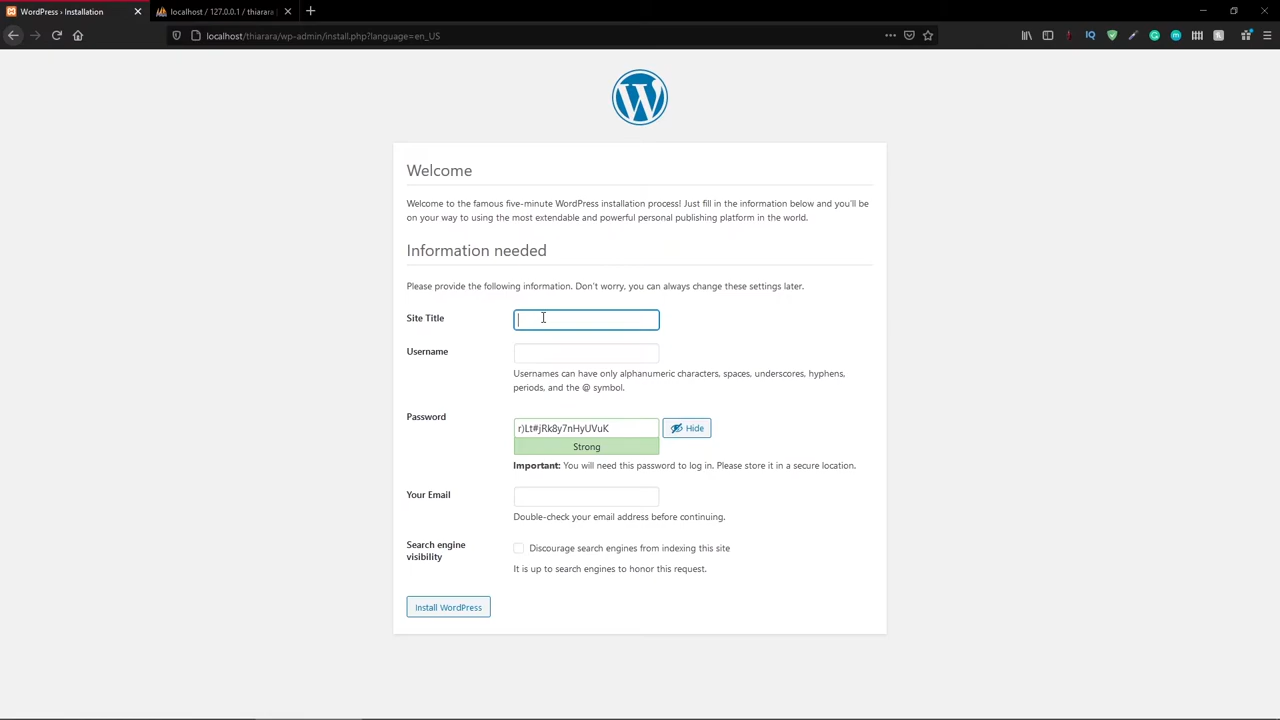 WordPress › Installation
localhost / 127.0.0.1 / thiarara
localhost/thiarara/wp-admin/install.php?language=en_US
Welcome
Welcome to the famous five-minute WordPress installation process! Just fill in the information below and you'll be
on your way to using the most extendable and powerful personal publishing platform in the world.
Information needed
Please provide the following information. Don't worry, you can always change these settings later.
Site Title
Username
Usernames can have only alphanumeric characters, spaces, underscores, hyphens,
periods, and the @ symbol.
Password
r)Lt#jRk8y7nHyUVuK
Hide
Strong
Important: You will need this password to log in. Please store it in a secure location.
Your Email
Double-check your email address before continuing.
Search engine
visibility
Discourage search engines from indexing this site
It is up to search engines to honor this request.
Install WordPress